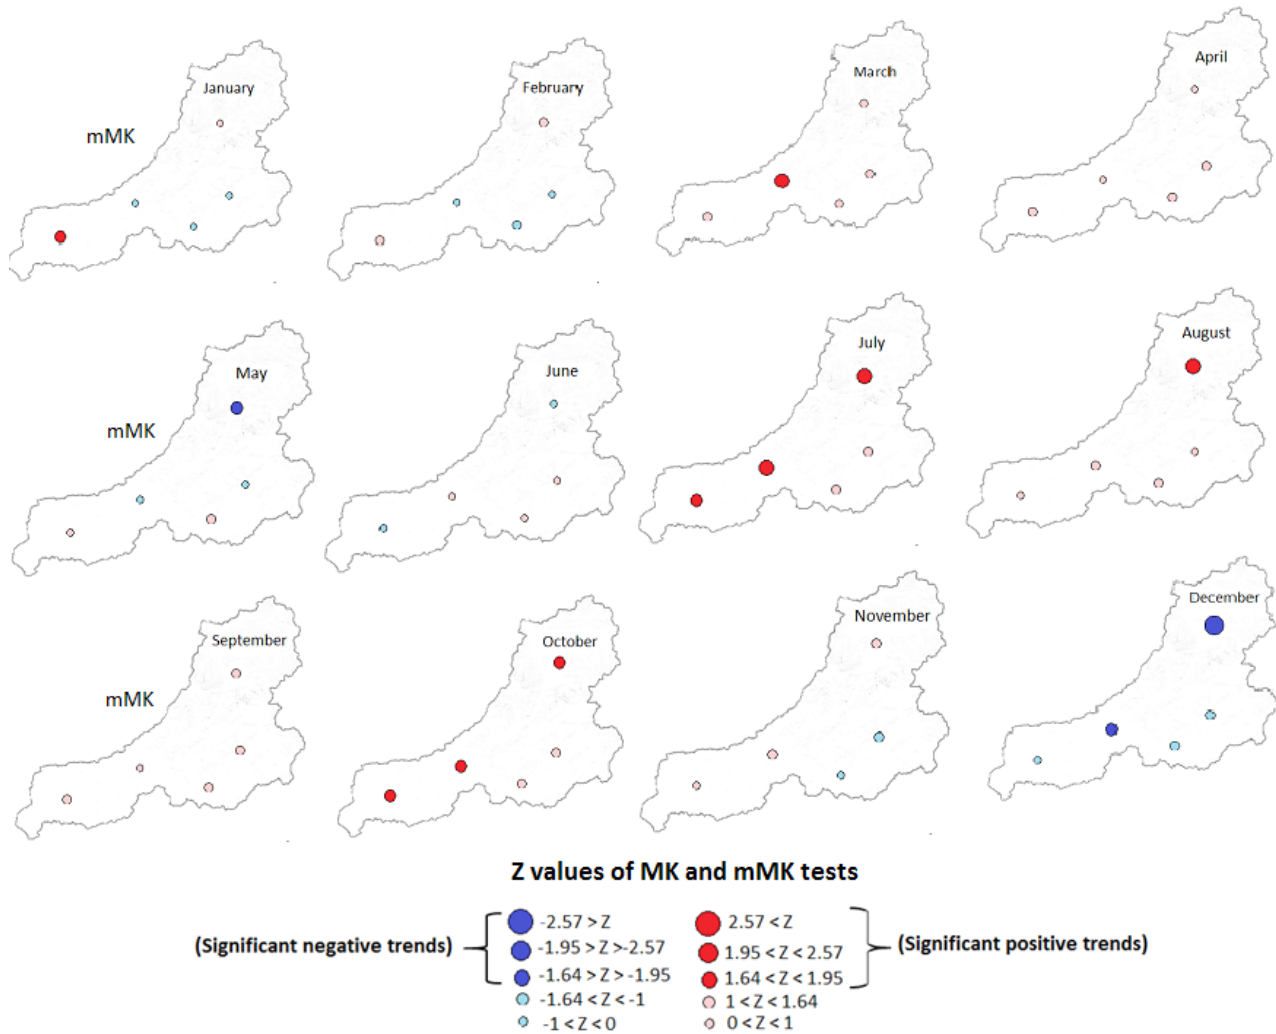 January
February
March
April
mMK
May
June
July
August
mMK
September
October
November
December
mMK
Z values of MK and mMK tests
(Significant negative trends)
-2.57 > Z
-1.95 > Z >-2.57
-1.64 > Z > -1.95
-1.64 < Z < -1
-1 < Z < 0
2.57 < Z
1.95 < Z < 2.57
1.64 < Z < 1.95
1 < Z < 1.64
0 < Z < 1
(Significant positive trends)